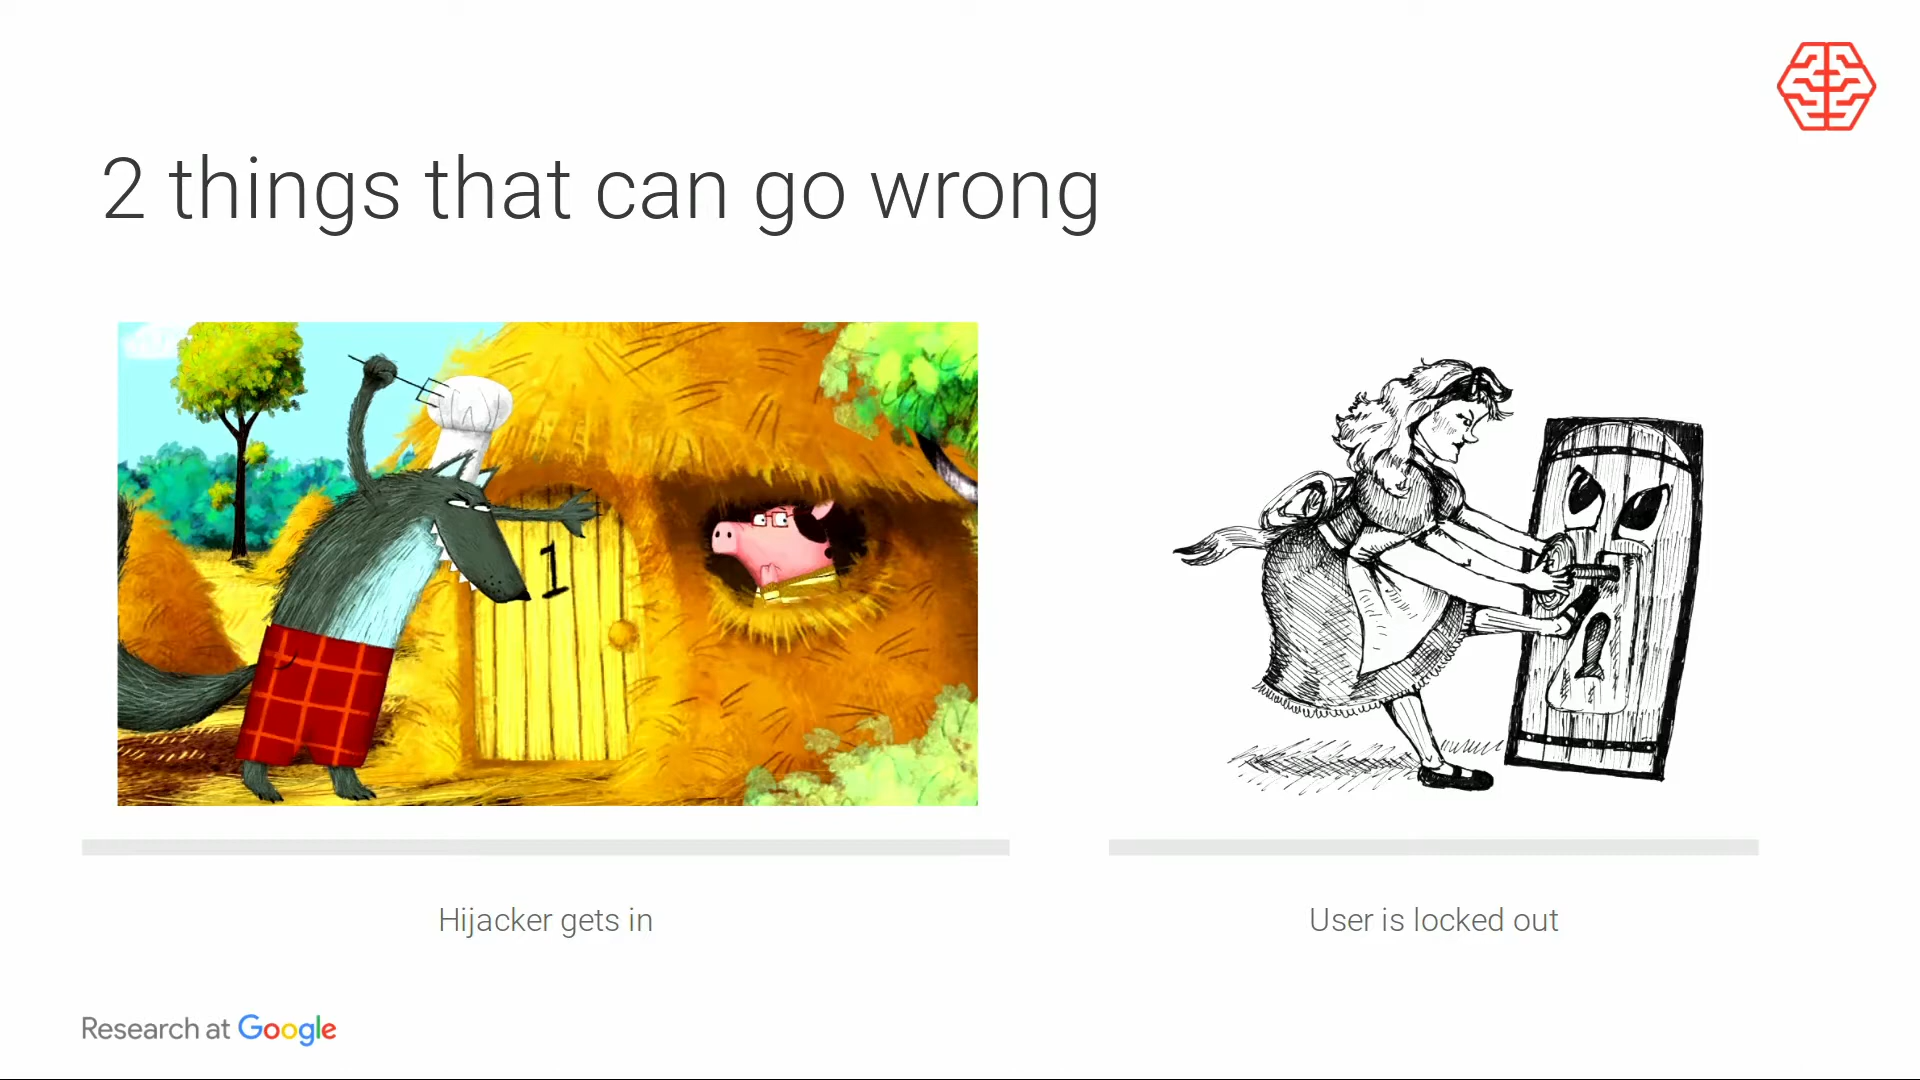 2 things that can go wrong
1
Hijacker gets in
User is locked out
Research at Google